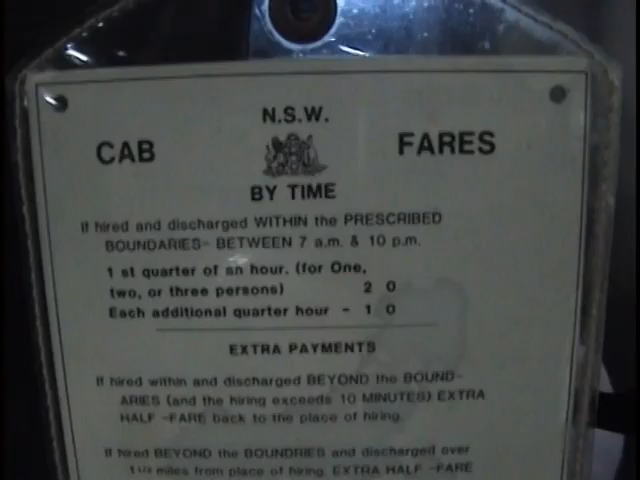 N.S.W.
CAB FARES
BY TIME
If hired and discharged WITHIN the PRESCRIBED
BOUNDARIES- BETWEEN 7 a.m. & 10 p.m.
1 st quarter of an hour. (for One,
two, or three persons) 2 0
Each additional quarter hour - 1 0
EXTRA PAYMENTS
If hired within and discharged BEYOND the BOUND-
ARIES (and the hiring exceeds 10 MINUTES) EXTRA
HALF -FARE back to the place of hiring.
If hired BEYOND the BOUNDRIES and discharged over
1½ miles from place of hiring. EXTRA HALF -FARE